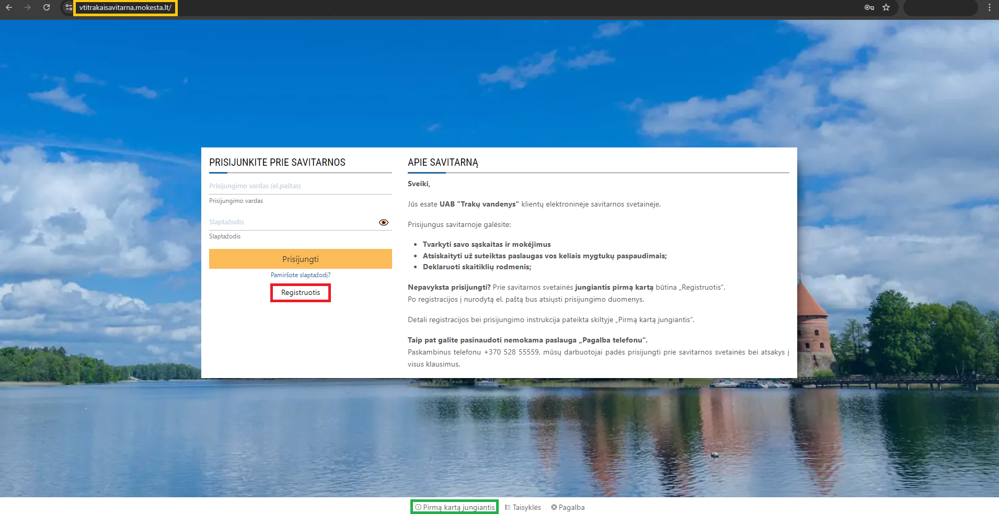 vtitrakaisavitarna.mokesta.lt/
PRISIJUNKITE PRIE SAVITARNOS
Prisijungimo vardas (el.paštas)
Prisijungimo vardas
Slaptažodis
Slaptažodis
Prisijungti
Pamiršote slaptažodį?
Registruotis
APIE SAVITARNĄ
Sveiki,
Jūs esate UAB "Trakų vandenys“ klientų elektroninėje savitarnos svetainėje.
Prisijungus savitarnoje galėsite:
• Tvarkyti savo sąskaitas ir mokėjimus
• Atsiskaityti už suteiktas paslaugas vos keliais mygtukų paspaudimais;
• Deklaruoti skaitiklių rodmenis;
Nepavyksta prisijungti? Prie savitarnos svetainės jungiantis pirmą kartą būtina „Registruotis“.
Po registracijos į nurodytą el. paštą bus atsiųsti prisijungimo duomenys.
Detali registracijos bei prisijungimo instrukcija pateikta skiltyje „Pirmą kartą jungiantis“.
Taip pat galite pasinaudoti nemokama paslauga „Pagalba telefonu“.
Paskambinus telefonu +370 528 55559, mūsų darbuotojai padės prisijungti prie savitarnos svetainės bei atsakys į
visus klausimus.
Pirmą kartą jungiantis Taisyklės Pagalba